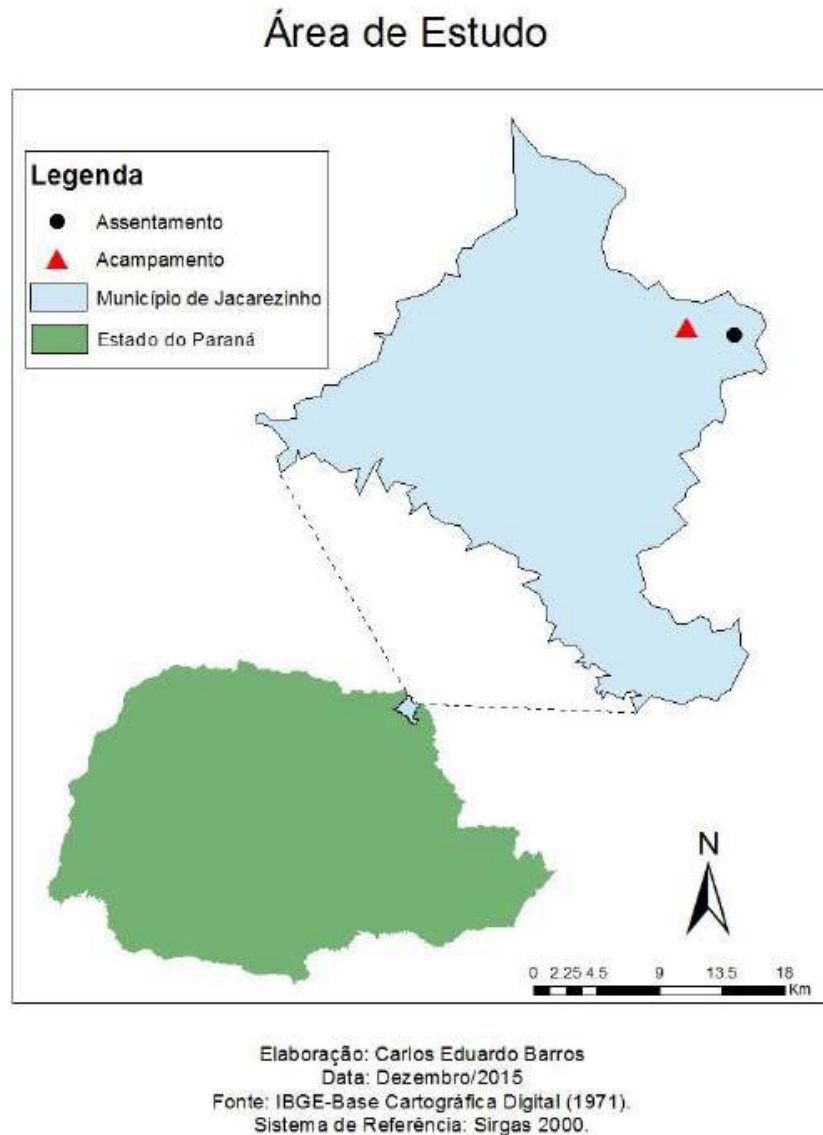 Área de Estudo
Legenda
Assentamento
Acampamento
Município de Jacarezinho
Estado do Paraná
N
0 2.25 4.5 9 13.5 18
Km
Elaboração: Carlos Eduardo Barros
Data: Dezembro/2015
Fonte: IBGE-Base Cartográfica Digital (1971).
Sistema de Referência: Sirgas 2000.